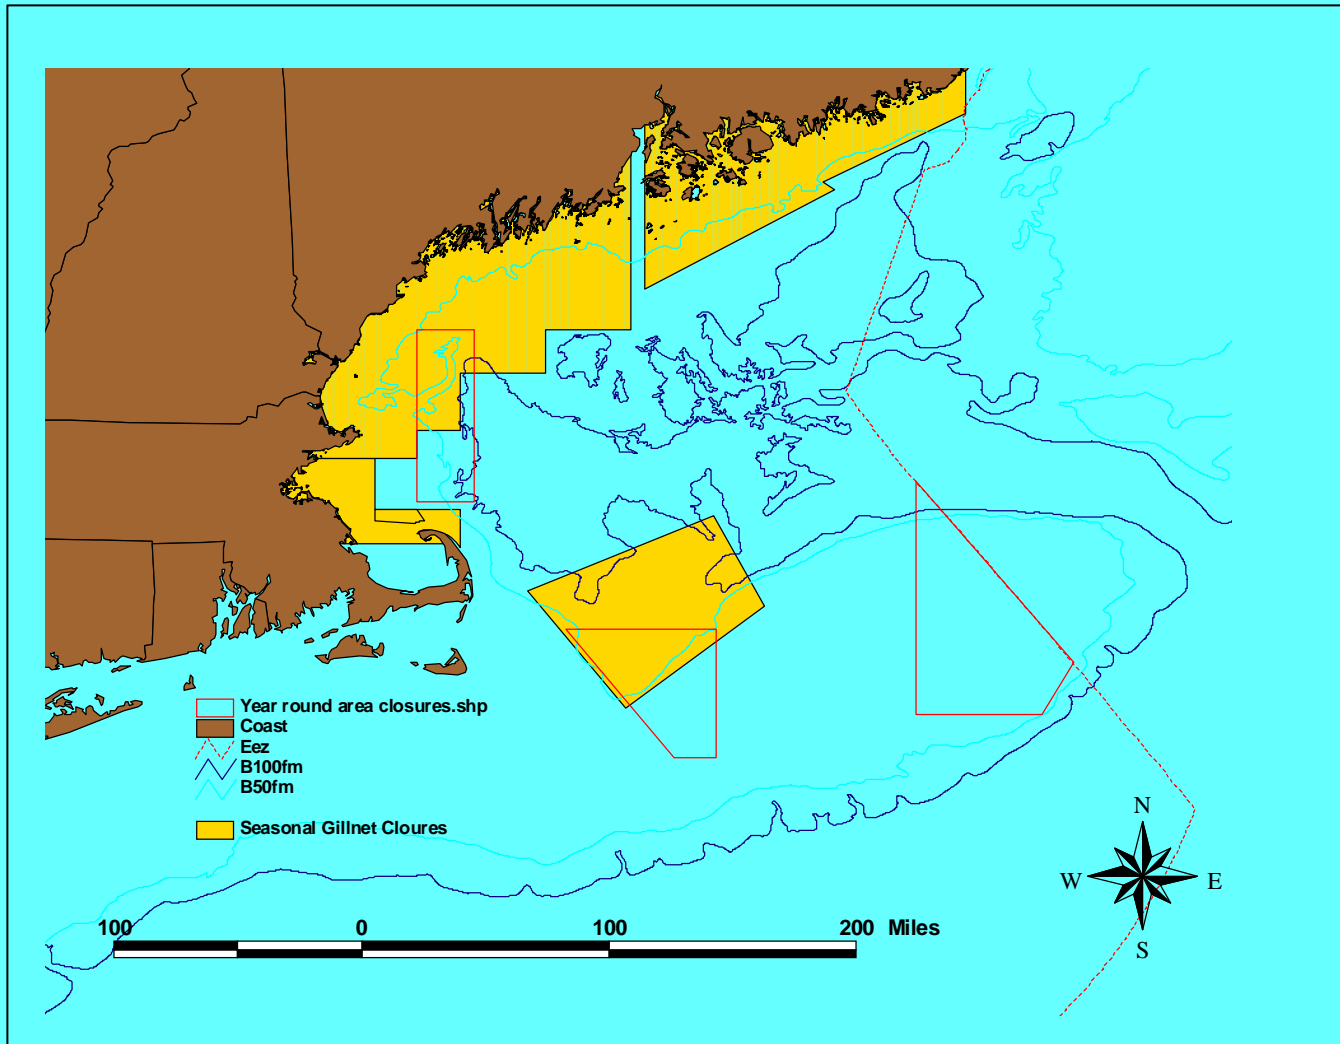 Year round area closures.shp
Coast
Eez
B100fm
B50fm
Seasonal Gillnet Cloures
N
W E
S
100 0 100 200 Miles